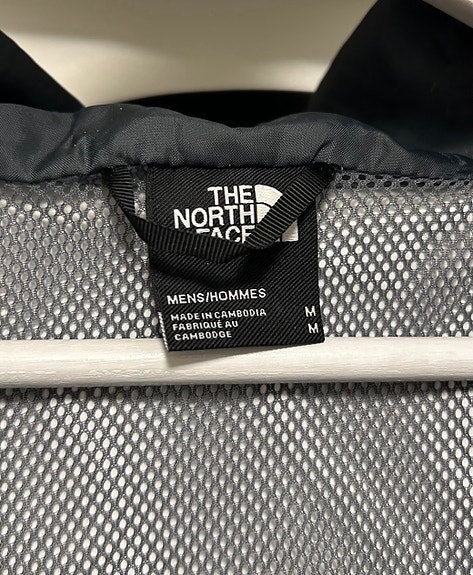 THE
NORTH
FACE
MENS/HOMMES
MADE IN CAMBODIA M
FABRIQUÉ AU M
CAMBODGE